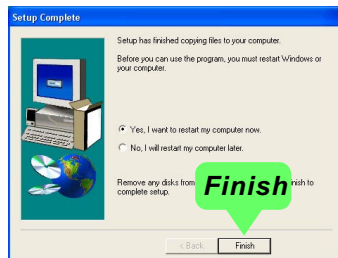 Setup Complete
Setup has finished copying files to your computer.
Before you can use the program, you must restart Windows or
your computer.
Yes, I want to restart my computer now.
No, I will restart my computer later.
Remove any disks from
nish to
complete setup.
Finish
< Back
Finish